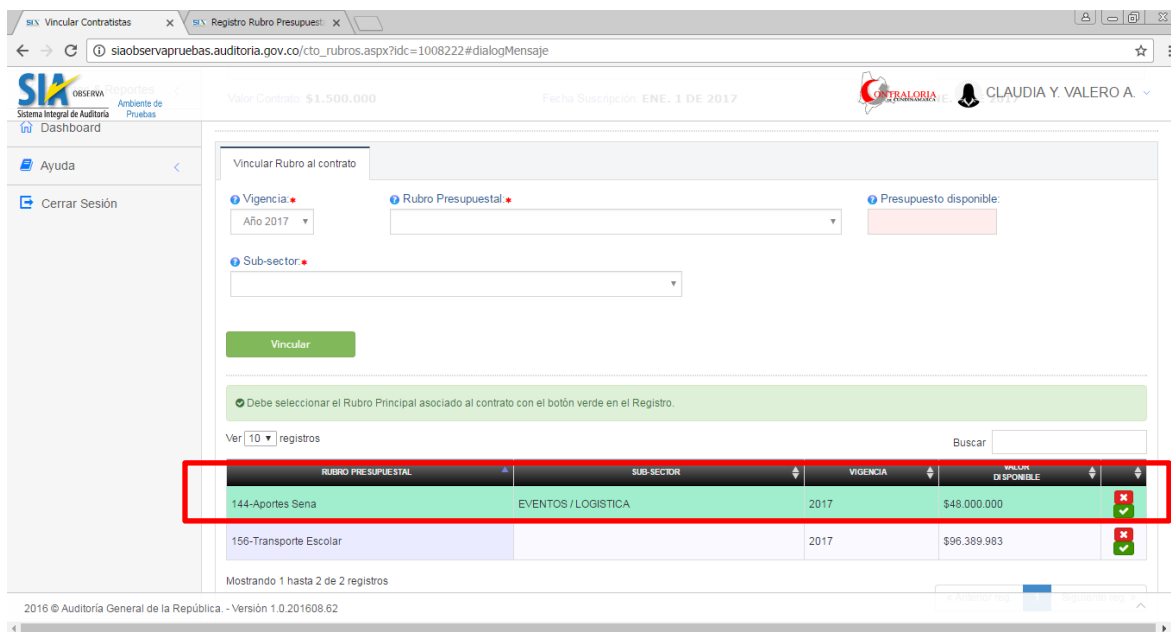 SIA Vincular Contratistas
SIA Registro Rubro Presupuest
siaobservapruebas.auditoria.gov.co/cto_rubros.aspx?idc=1008222#dialogMensaje
SIA OBSERVA
Sistema Integral de Auditoría
Ambiente de Pruebas
Reportes
Valor Contrato: $1.500.000
Fecha Suscripción: ENE. 1 DE 2017
CONTRALORIA
DE CUNDINAMARCA
CLAUDIA Y. VALERO A.
Dashboard
Ayuda
Cerrar Sesión
Vincular Rubro al contrato
Vigencia:*
Rubro Presupuestal:*
Presupuesto disponible:
Año 2017
Sub-sector:*
Vincular
Debe seleccionar el Rubro Principal asociado al contrato con el botón verde en el Registro.
Ver 10 registros
Buscar
RUBRO PRESUPUESTAL SUB-SECTOR VIGENCIA VALOR DISPONIBLE
144-Aportes Sena EVENTOS / LOGISTICA 2017 $48.000.000
156-Transporte Escolar 2017 $96.389.983
Mostrando 1 hasta 2 de 2 registros
2016 © Auditoría General de la República. - Versión 1.0.201608.62